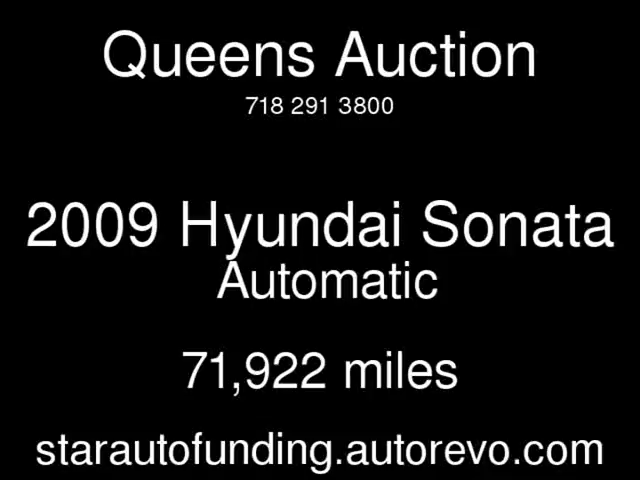 Queens Auction
718 291 3800
2009 Hyundai Sonata
Automatic
71,922 miles
starautofunding.autorevo.com